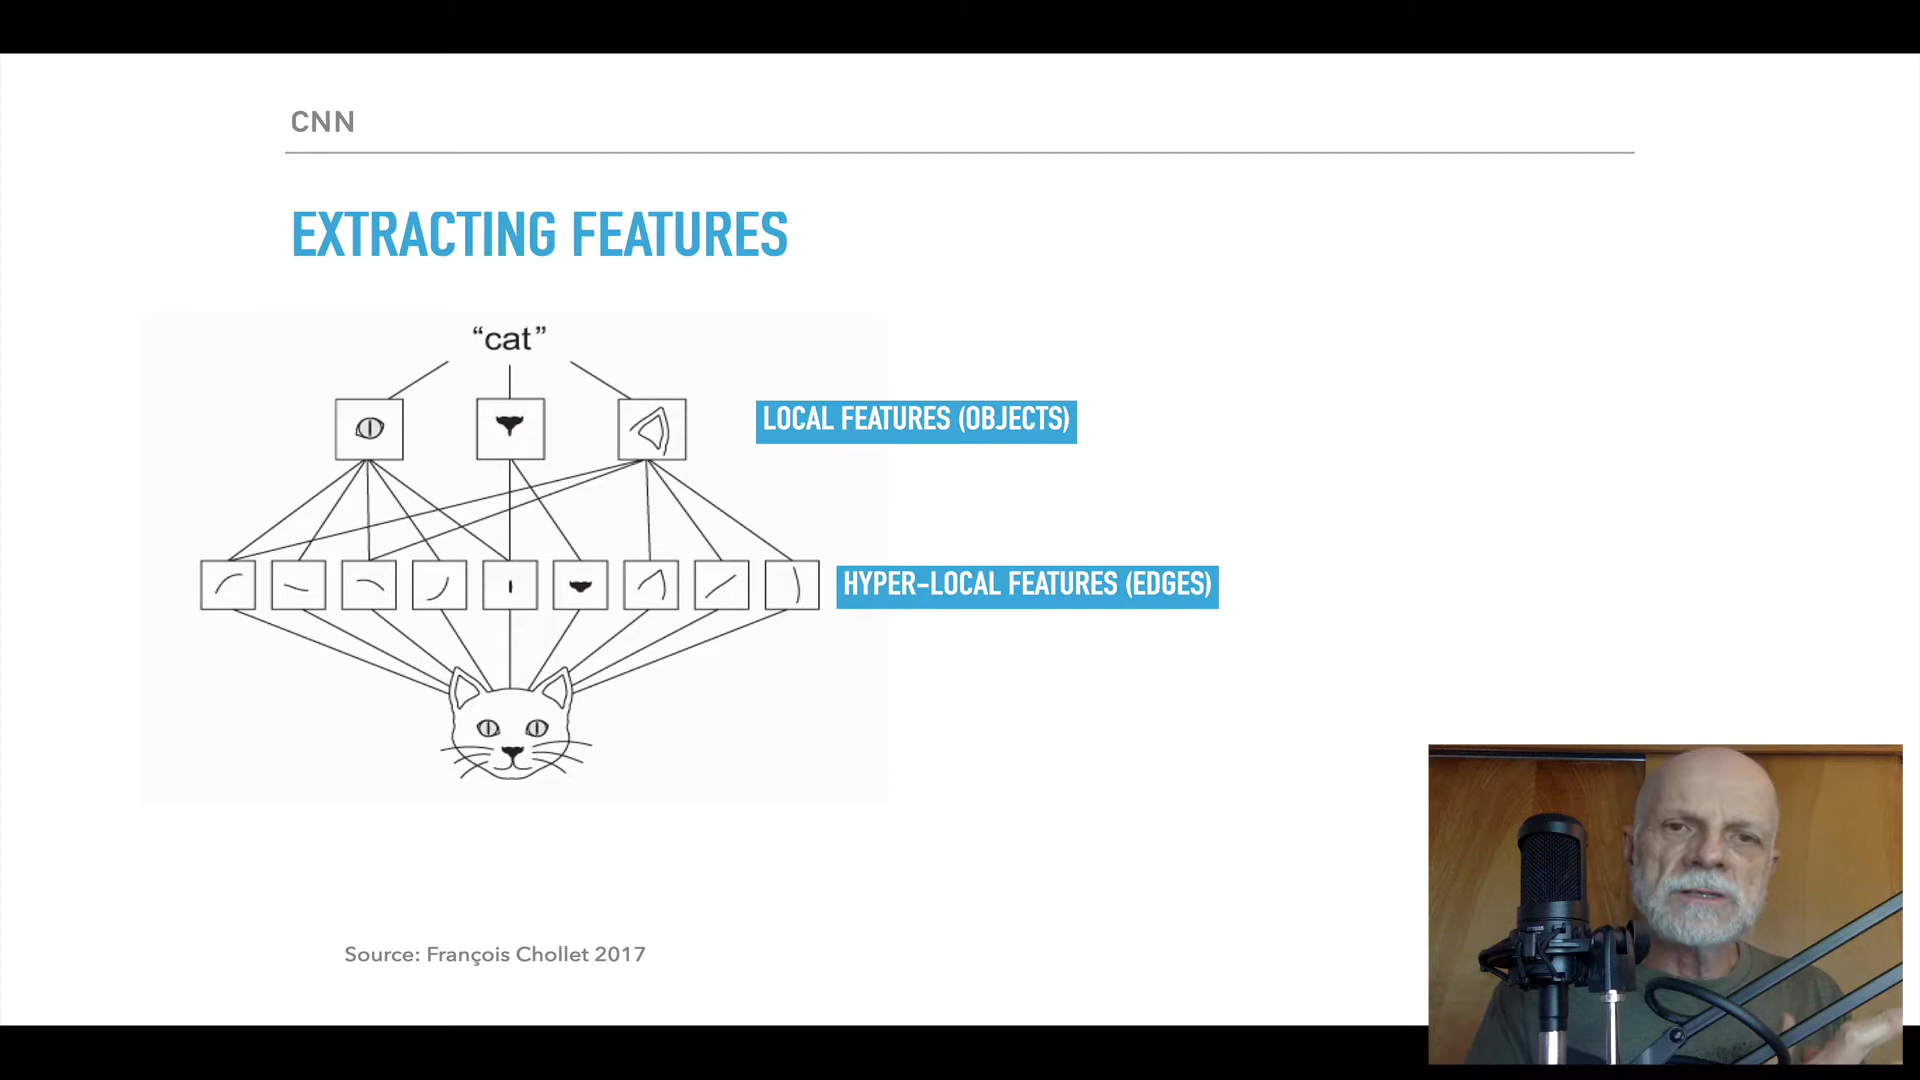 CNN
EXTRACTING FEATURES
“cat”
LOCAL FEATURES (OBJECTS)
HYPER-LOCAL FEATURES (EDGES)
Source: François Chollet 2017